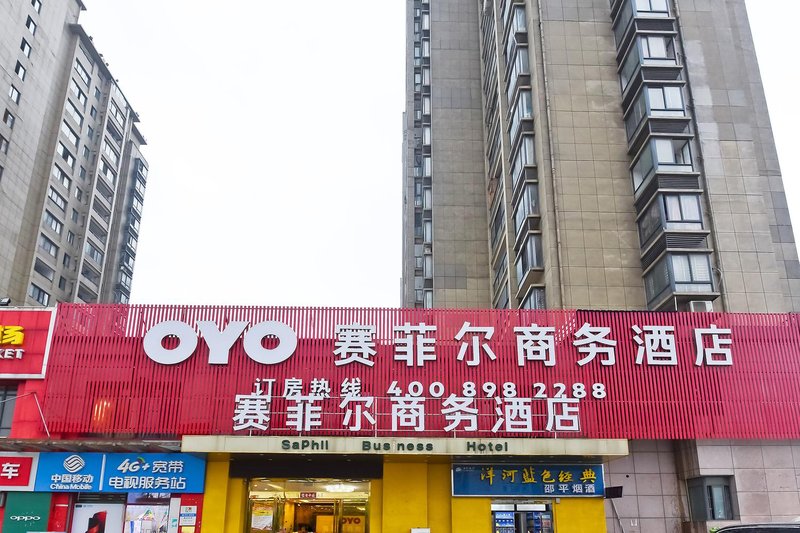 OYO 赛菲尔商务酒店
订房热线 400 898 2288
赛菲尔商务酒店
SaPhil Business Hotel
场
KET
车
中国移动
China Mobile
4G+宽带
电视服务站
洋河蓝色经典
邵平烟酒
OYO
oppo